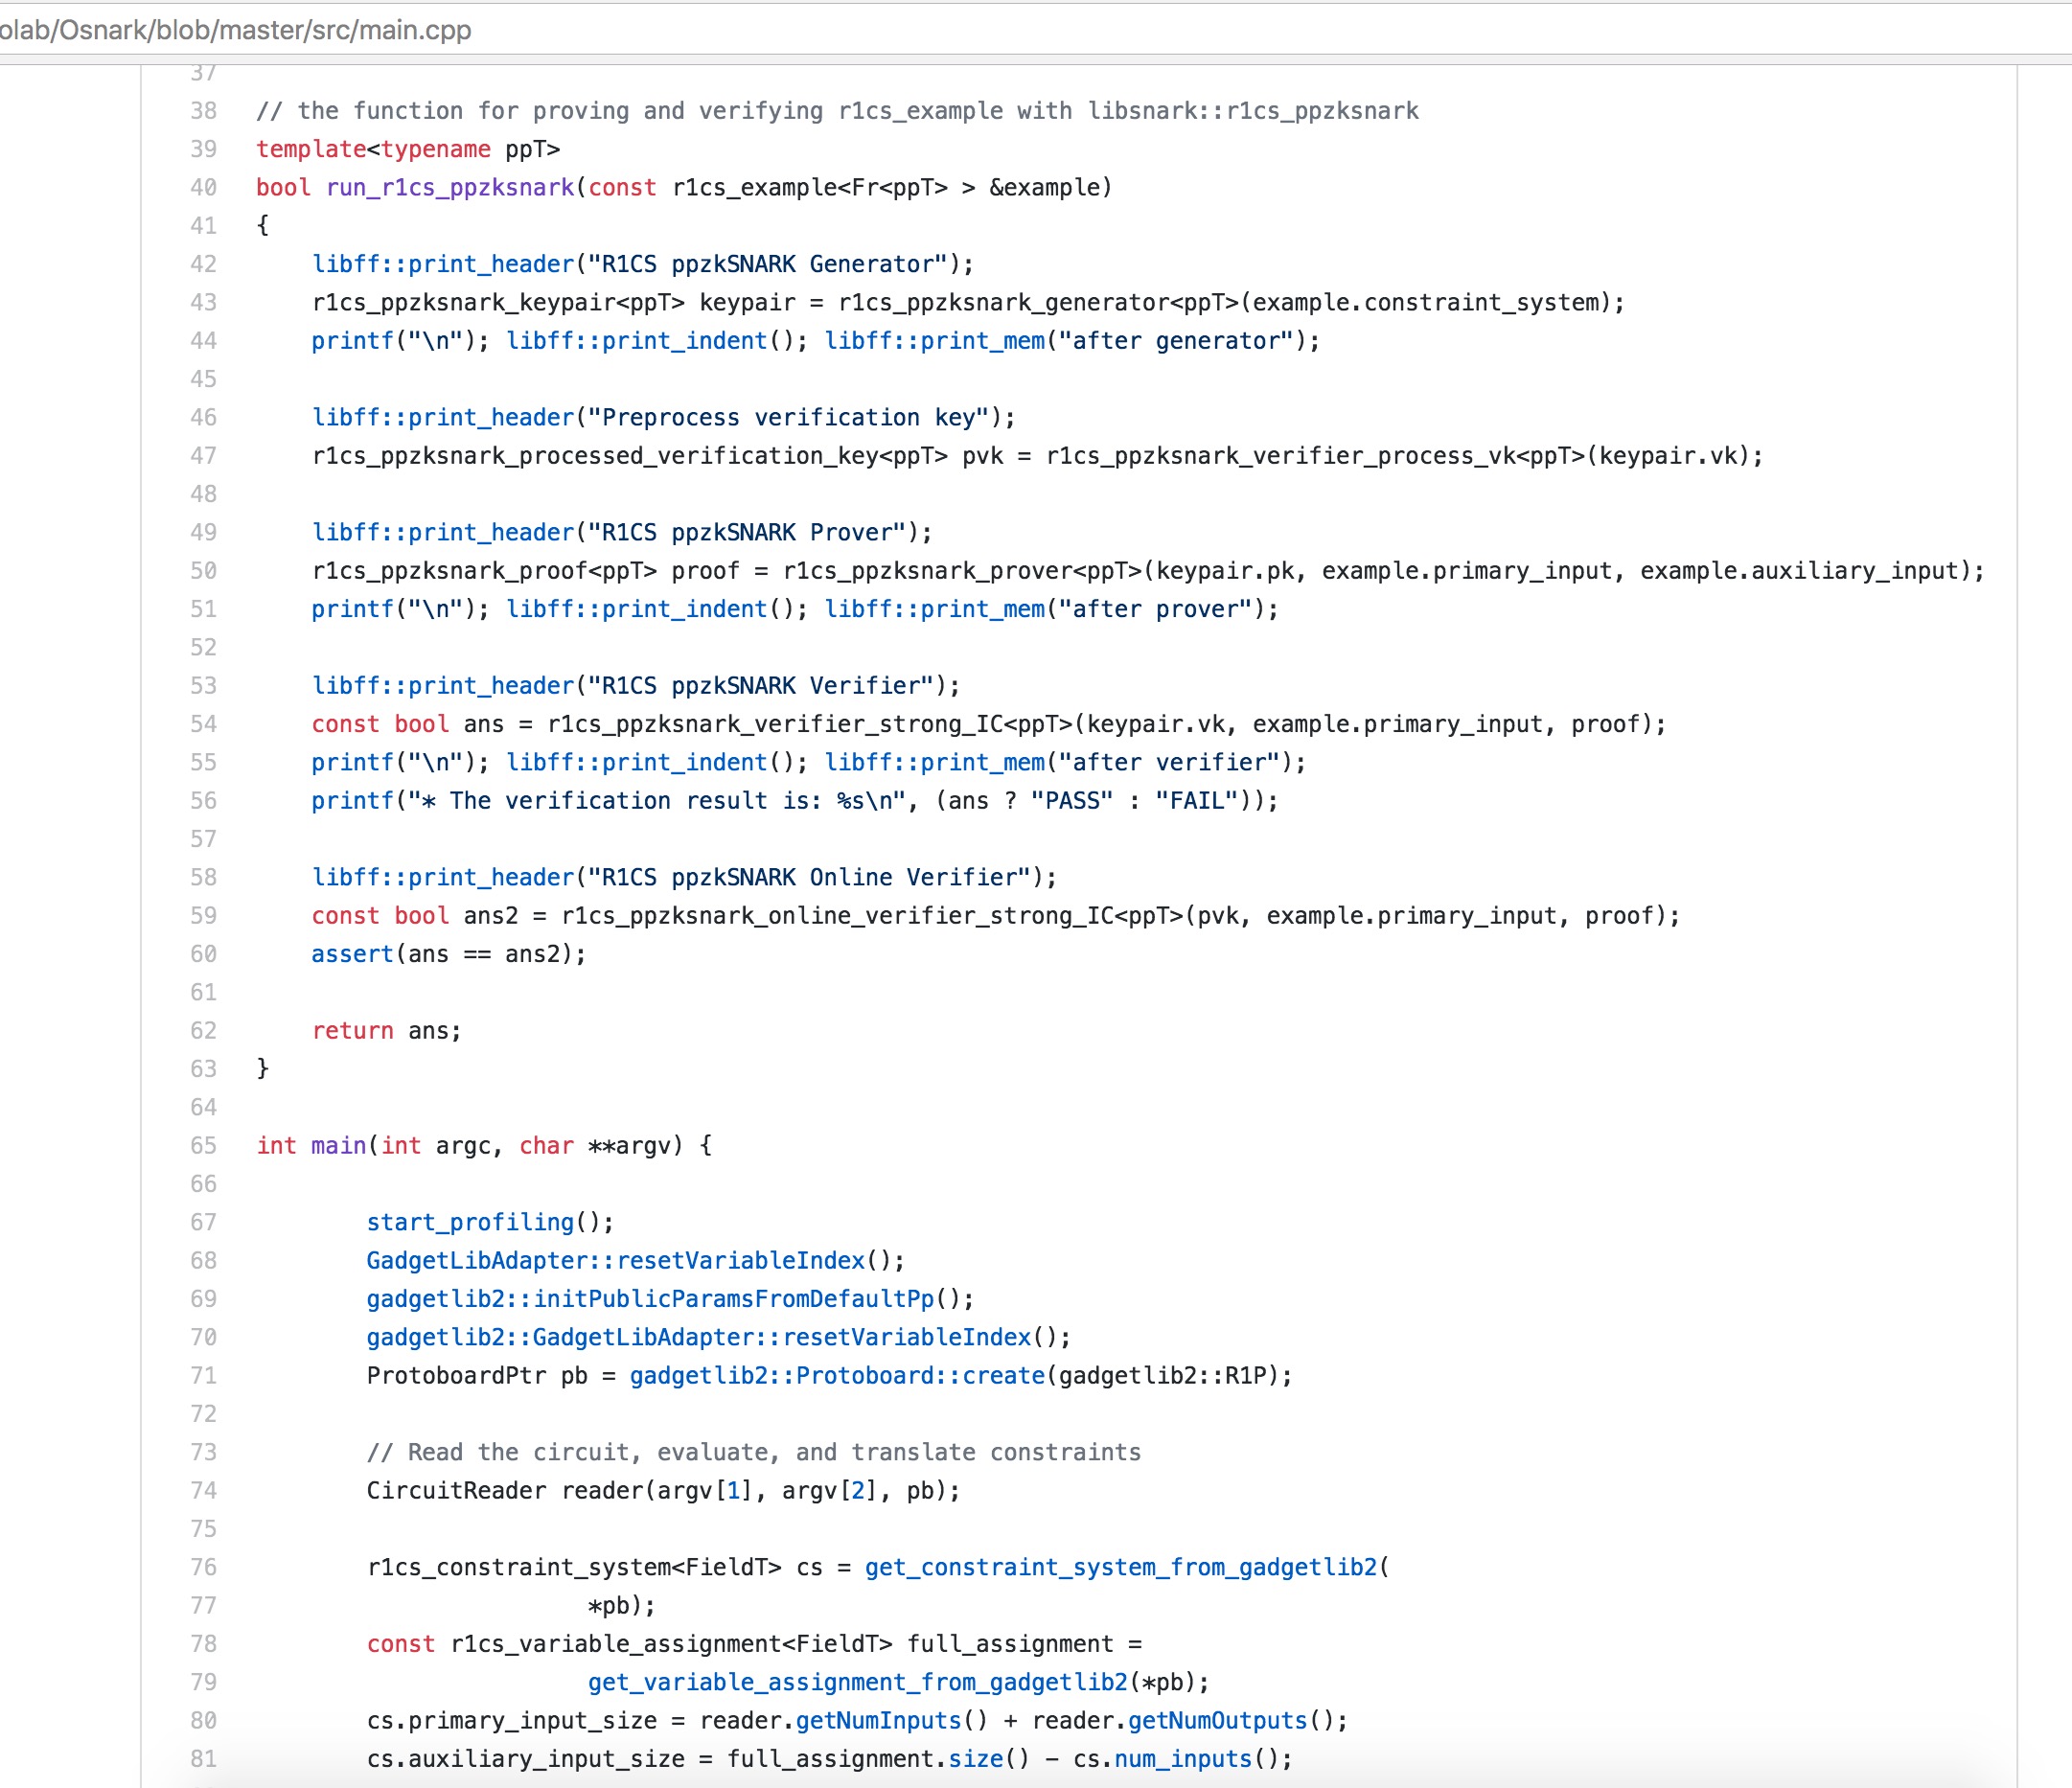 olab/Osnark/blob/master/src/main.cpp
37
38 // the function for proving and verifying r1cs_example with libsnark::r1cs_ppzksnark
39 template<typename ppT>
40 bool run_r1cs_ppzksnark(const r1cs_example<Fr<ppT> > &example)
41 {
42     libff::print_header("R1CS ppzkSNARK Generator");
43     r1cs_ppzksnark_keypair<ppT> keypair = r1cs_ppzksnark_generator<ppT>(example.constraint_system);
44     printf("\n"); libff::print_indent(); libff::print_mem("after generator");
45
46     libff::print_header("Preprocess verification key");
47     r1cs_ppzksnark_processed_verification_key<ppT> pvk = r1cs_ppzksnark_verifier_process_vk<ppT>(keypair.vk);
48
49     libff::print_header("R1CS ppzkSNARK Prover");
50     r1cs_ppzksnark_proof<ppT> proof = r1cs_ppzksnark_prover<ppT>(keypair.pk, example.primary_input, example.auxiliary_input);
51     printf("\n"); libff::print_indent(); libff::print_mem("after prover");
52
53     libff::print_header("R1CS ppzkSNARK Verifier");
54     const bool ans = r1cs_ppzksnark_verifier_strong_IC<ppT>(keypair.vk, example.primary_input, proof);
55     printf("\n"); libff::print_indent(); libff::print_mem("after verifier");
56     printf("* The verification result is: %s\n", (ans ? "PASS" : "FAIL"));
57
58     libff::print_header("R1CS ppzkSNARK Online Verifier");
59     const bool ans2 = r1cs_ppzksnark_online_verifier_strong_IC<ppT>(pvk, example.primary_input, proof);
60     assert(ans == ans2);
61
62     return ans;
63 }
64
65 int main(int argc, char **argv) {
66
67         start_profiling();
68         GadgetLibAdapter::resetVariableIndex();
69         gadgetlib2::initPublicParamsFromDefaultPp();
70         gadgetlib2::GadgetLibAdapter::resetVariableIndex();
71         ProtoboardPtr pb = gadgetlib2::Protoboard::create(gadgetlib2::R1P);
72
73         // Read the circuit, evaluate, and translate constraints
74         CircuitReader reader(argv[1], argv[2], pb);
75
76         r1cs_constraint_system<FieldT> cs = get_constraint_system_from_gadgetlib2(
77                         *pb);
78         const r1cs_variable_assignment<FieldT> full_assignment =
79                         get_variable_assignment_from_gadgetlib2(*pb);
80         cs.primary_input_size = reader.getNumInputs() + reader.getNumOutputs();
81         cs.auxiliary_input_size = full_assignment.size() - cs.num_inputs();